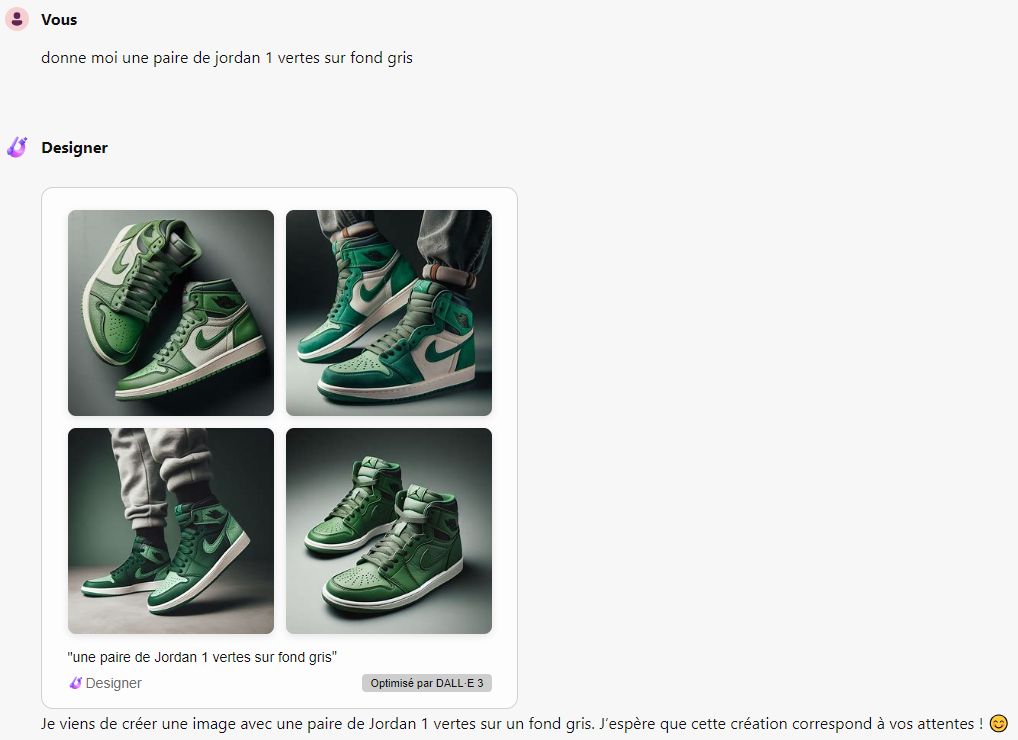 Vous
donne moi une paire de jordan 1 vertes sur fond gris
Designer
"une paire de Jordan 1 vertes sur fond gris"
Designer
Optimisé par DALL·E 3
Je viens de créer une image avec une paire de Jordan 1 vertes sur un fond gris. J’espère que cette création correspond à vos attentes ! 😊